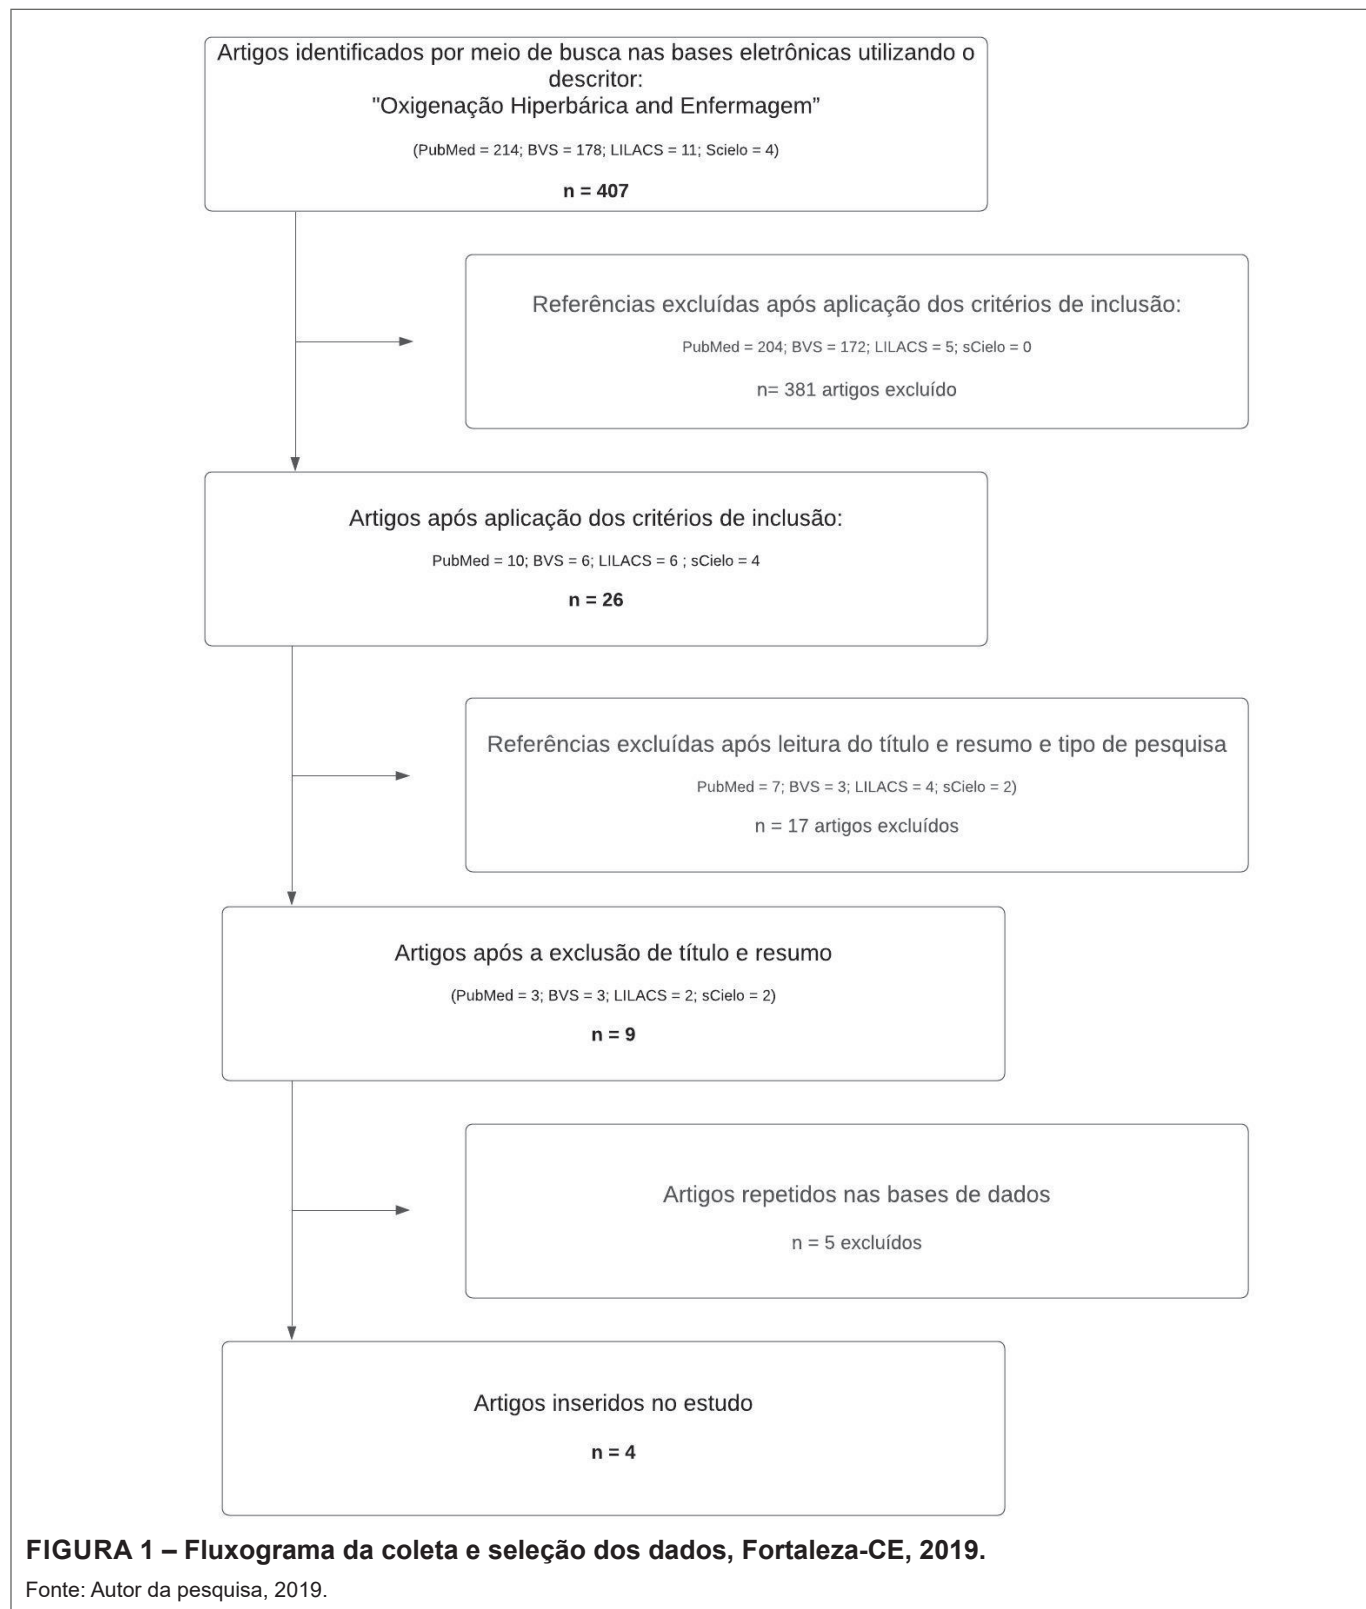 Artigos identificados por meio de busca nas bases eletrônicas utilizando o
descritor:
"Oxigenação Hiperbárica and Enfermagem”
(PubMed = 214; BVS = 178; LILACS = 11; Scielo = 4)
n = 407
Referências excluídas após aplicação dos critérios de inclusão:
PubMed = 204; BVS = 172; LILACS = 5; sCielo = 0
n= 381 artigos excluído
Artigos após aplicação dos critérios de inclusão:
PubMed = 10; BVS = 6; LILACS = 6 ; sCielo = 4
n = 26
Referências excluídas após leitura do título e resumo e tipo de pesquisa
PubMed = 7; BVS = 3; LILACS = 4; sCielo = 2)
n = 17 artigos excluídos
Artigos após a exclusão de título e resumo
(PubMed = 3; BVS = 3; LILACS = 2; sCielo = 2)
n = 9
Artigos repetidos nas bases de dados
n = 5 excluídos
Artigos inseridos no estudo
n = 4
FIGURA 1 – Fluxograma da coleta e seleção dos dados, Fortaleza-CE, 2019.
Fonte: Autor da pesquisa, 2019.